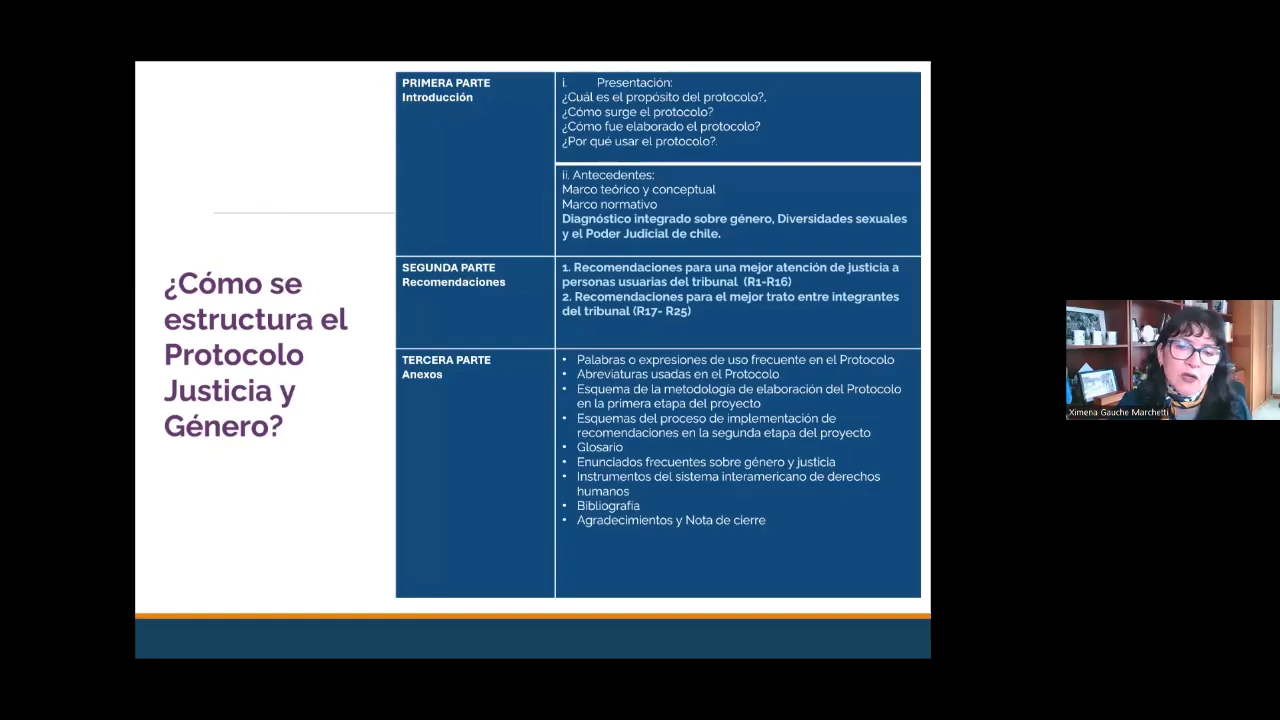 ¿Cómo se
estructura el
Protocolo
Justicia y
Género?
PRIMERA PARTE
Introducción
i. Presentación:
¿Cuál es el propósito del protocolo?,
¿Cómo surge el protocolo?
¿Cómo fue elaborado el protocolo?
¿Por qué usar el protocolo?.
ii. Antecedentes:
Marco teórico y conceptual
Marco normativo
Diagnóstico integrado sobre género, Diversidades sexuales
y el Poder Judicial de chile.
SEGUNDA PARTE
Recomendaciones
1. Recomendaciones para una mejor atención de justicia a
personas usuarias del tribunal (R1-R16)
2. Recomendaciones para el mejor trato entre integrantes
del tribunal (R17- R25)
TERCERA PARTE
Anexos
• Palabras o expresiones de uso frecuente en el Protocolo
• Abreviaturas usadas en el Protocolo
• Esquema de la metodología de elaboración del Protocolo
en la primera etapa del proyecto
• Esquemas del proceso de implementación de
recomendaciones en la segunda etapa del proyecto
• Glosario
• Enunciados frecuentes sobre género y justicia
• Instrumentos del sistema interamericano de derechos
humanos
• Bibliografía
• Agradecimientos y Nota de cierre
Ximena Gauche Marchetti